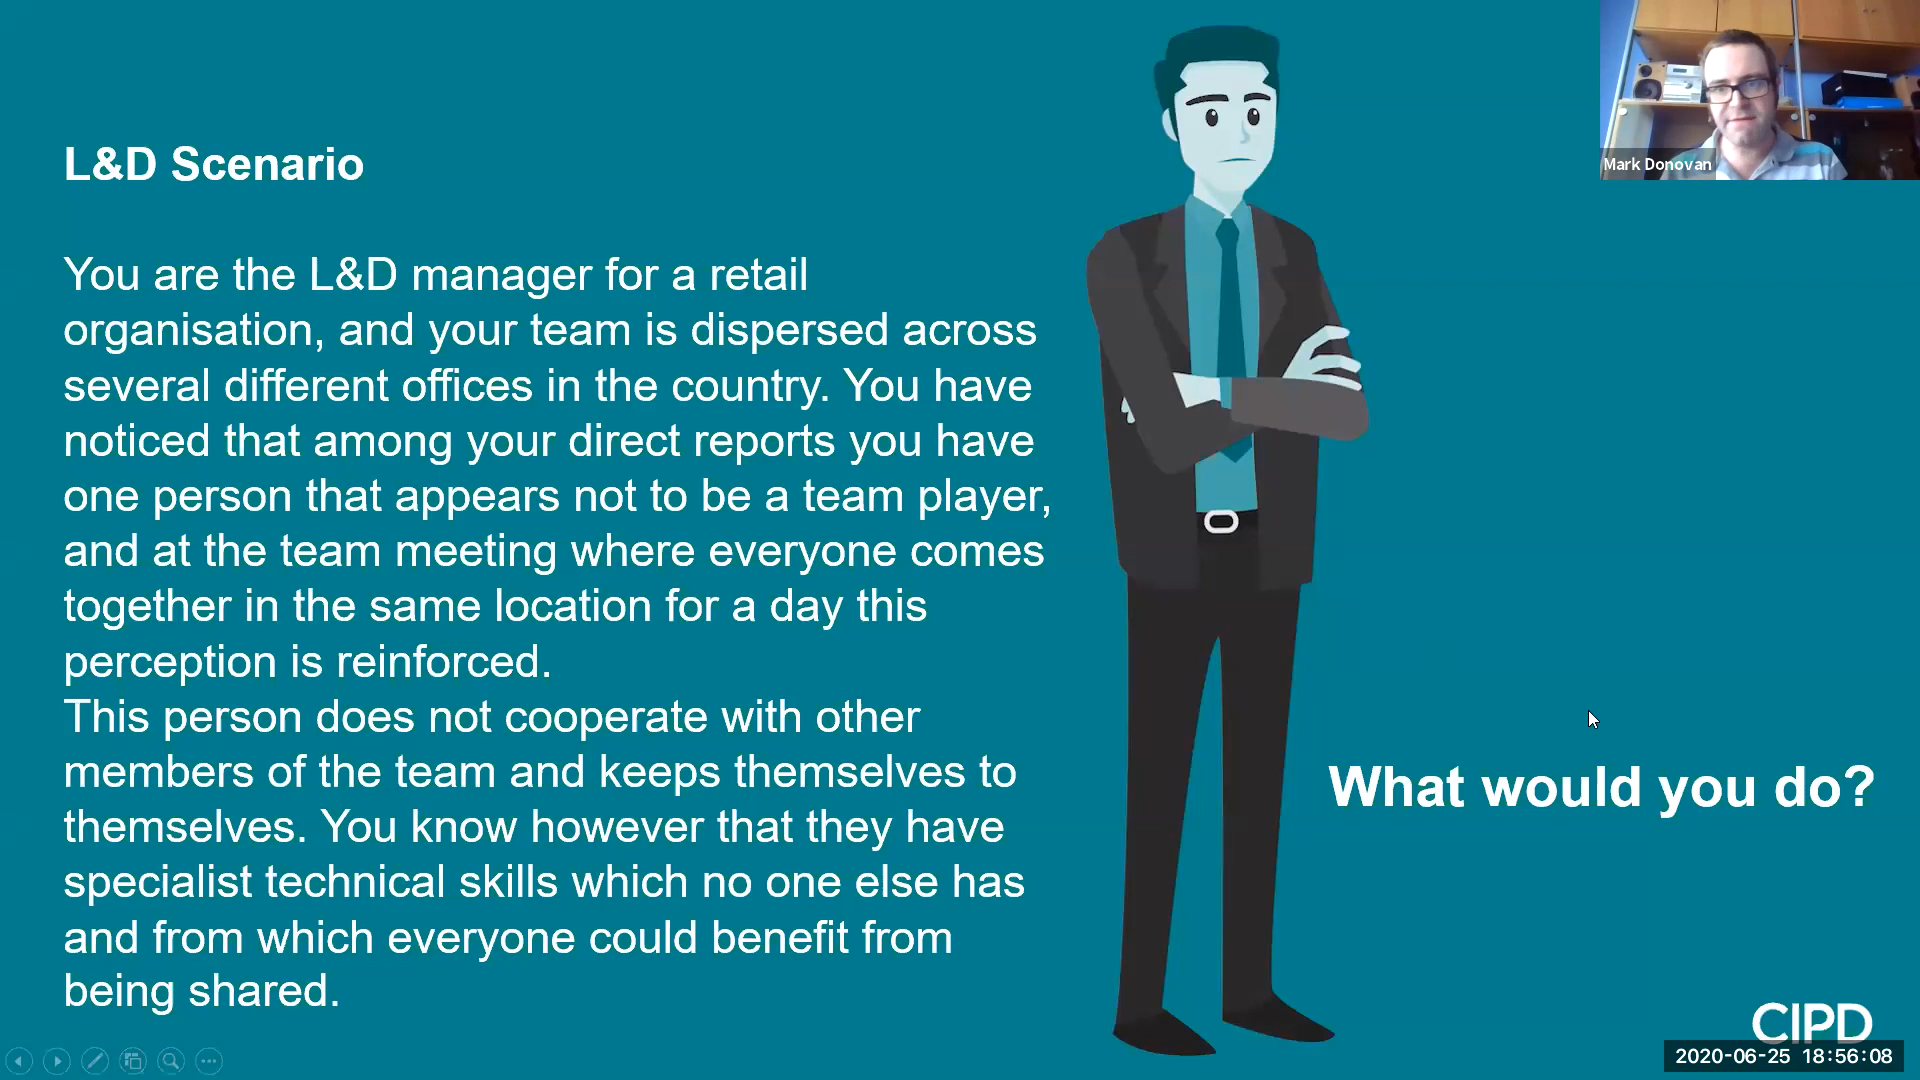 L&D Scenario
You are the L&D manager for a retail
organisation, and your team is dispersed across
several different offices in the country. You have
noticed that among your direct reports you have
one person that appears not to be a team player,
and at the team meeting where everyone comes
together in the same location for a day this
perception is reinforced.
This person does not cooperate with other
members of the team and keeps themselves to
themselves. You know however that they have
specialist technical skills which no one else has
and from which everyone could benefit from
being shared.
What would you do?
Mark Donovan
CIPD
2020-06-25 18:56:08